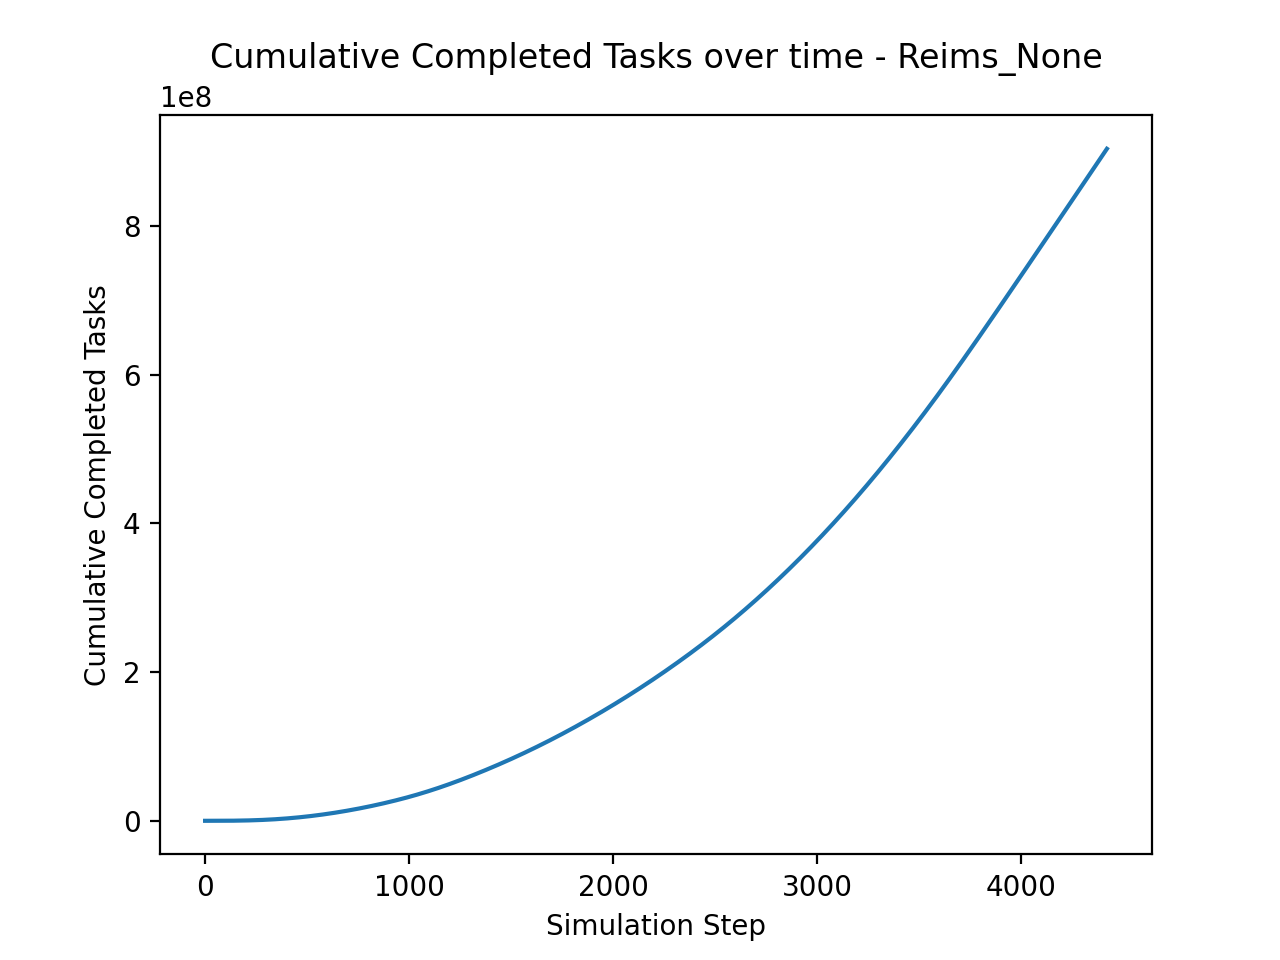 Cumulative Completed Tasks over time - Reims_None
1e8
8
6
4
2
0
Cumulative Completed Tasks
0 1000 2000 3000 4000
Simulation Step